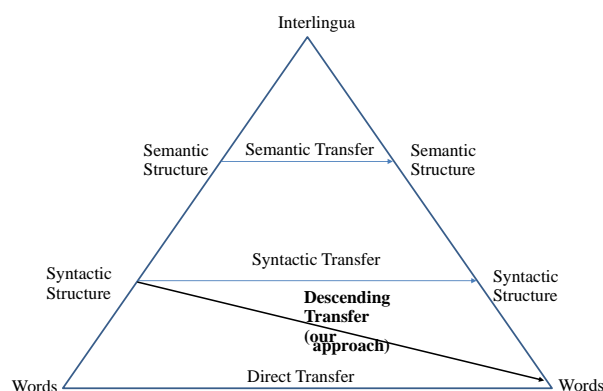 Interlingua
Semantic
Structure
Semantic Transfer
Semantic
Structure
Syntactic
Structure
Syntactic Transfer
Syntactic
Structure
Descending
Transfer
(our
approach)
Words
Direct Transfer
Words